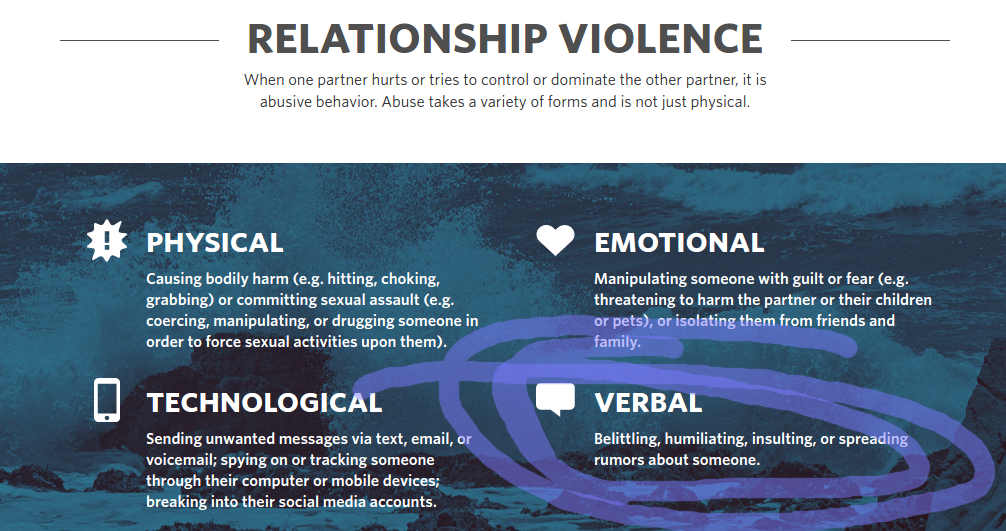 RELATIONSHIP VIOLENCE
When one partner hurts or tries to control or dominate the other partner, it is
abusive behavior. Abuse takes a variety of forms and is not just physical.
PHYSICAL
Causing bodily harm (e.g. hitting, choking,
grabbing) or committing sexual assault (e.g.
coercing, manipulating, or drugging someone in
order to force sexual activities upon them).
EMOTIONAL
Manipulating someone with guilt or fear (e.g.
threatening to harm the partner or their children
or pets), or isolating them from friends and
family.
TECHNOLOGICAL
Sending unwanted messages via text, email, or
voicemail; spying on or tracking someone
through their computer or mobile devices;
breaking into their social media accounts.
VERBAL
Belittling, humiliating, insulting, or spreading
rumors about someone.